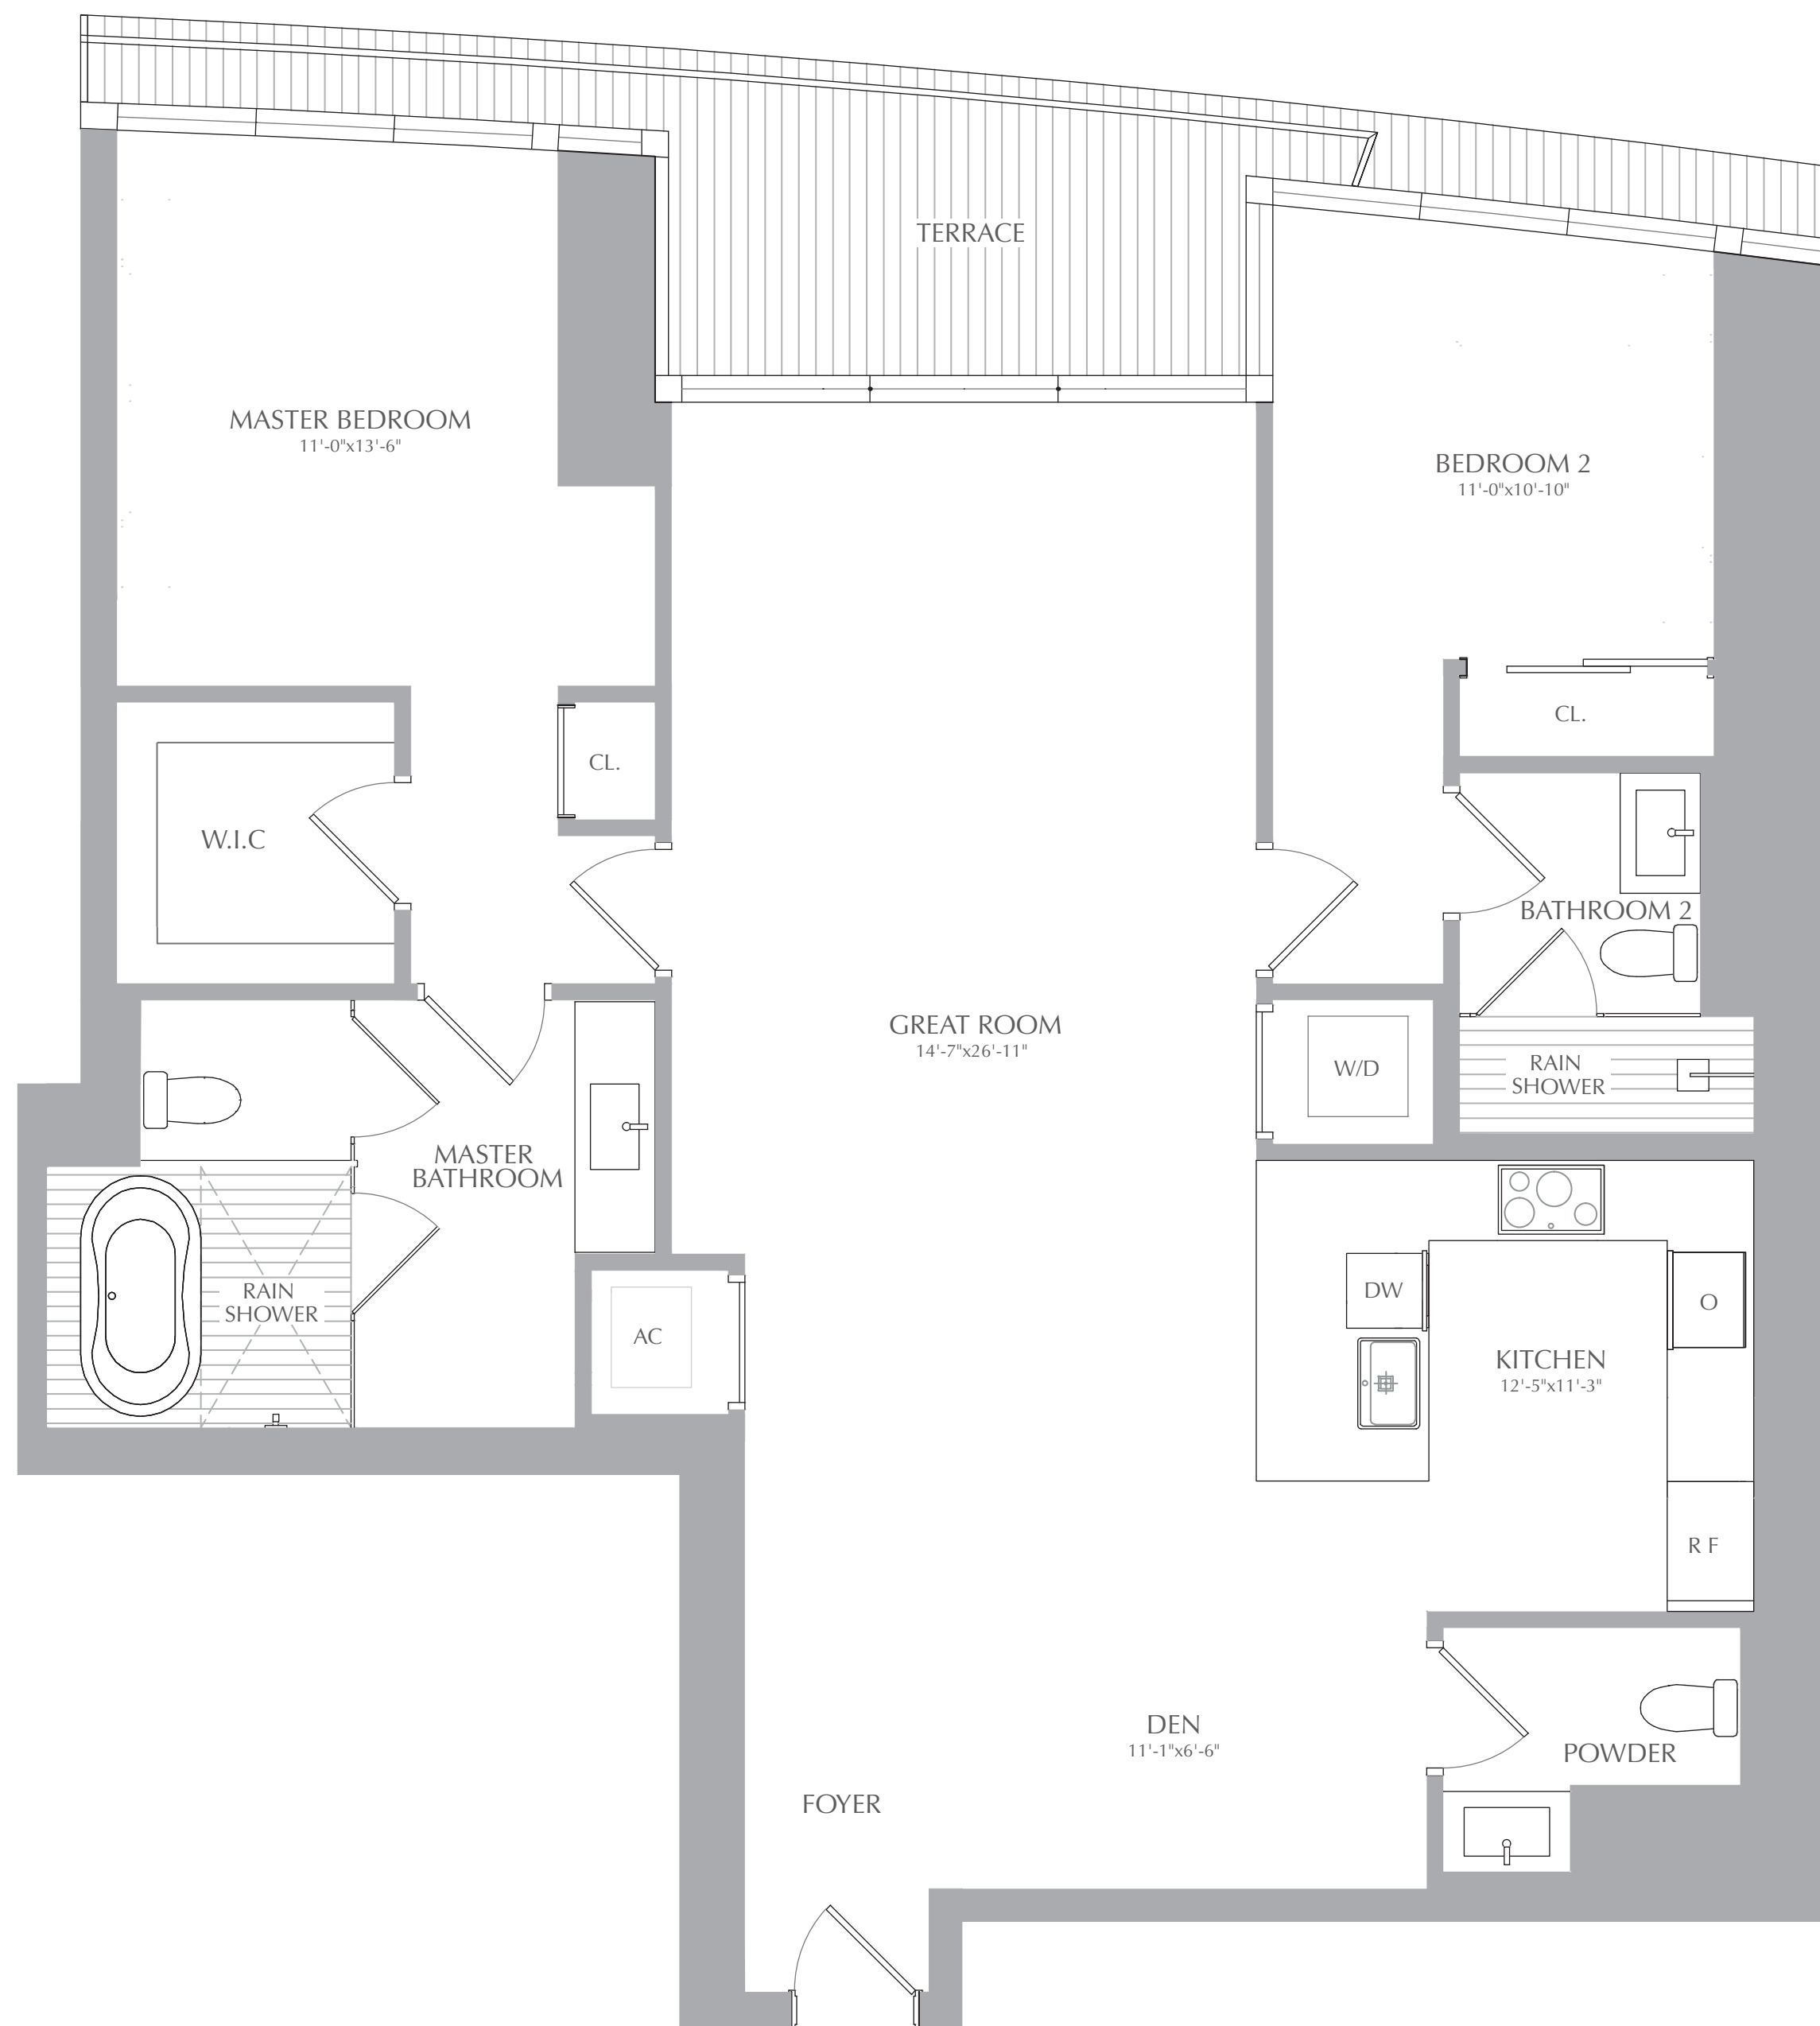 TERRACE
MASTER BEDROOM
11'-0"x13'-6"
BEDROOM 2
11'-0"x10'-10"
CL.
CL.
W.I.C
BATHROOM 2
GREAT ROOM
14'-7"x26'-11"
W/D
RAIN
SHOWER
MASTER
BATHROOM
RAIN
SHOWER
AC
DW
O
KITCHEN
12'-5"x11'-3"
R F
DEN
11'-1"x6'-6"
POWDER
FOYER